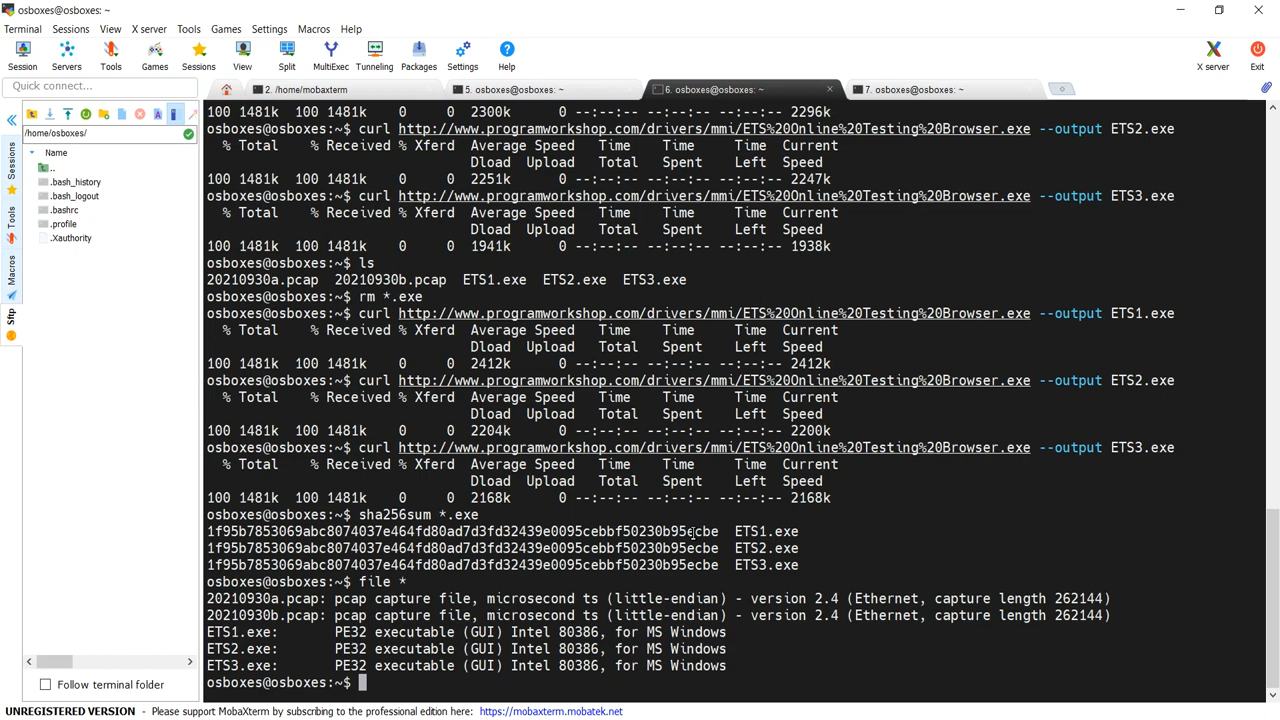 osboxes@osboxes: ~
Terminal Sessions View X server Tools Games Settings Macros Help
Session Servers Tools Games Sessions View Split MultiExec Tunneling Packages Settings Help X server Exit
Quick connect...
2. /home/mobaxterm
5. osboxes@osboxes: ~
6. osboxes@osboxes: ~
7. osboxes@osboxes: ~
/home/osboxes/
Name
..
.bash_history
.bash_logout
.bashrc
.profile
.Xauthority
Sessions
Tools
Macros
Sftp
100 1481k 100 1481k 0 0 2300k 0 --:--:-- --:--:-- --:--:-- 2296k
osboxes@osboxes:~$ curl http://www.programworkshop.com/drivers/mmi/ETS%20Online%20Testing%20Browser.exe --output ETS2.exe
% Total % Received % Xferd Average Speed Time Time Time Current
Dload Upload Total Spent Left Speed
100 1481k 100 1481k 0 0 2251k 0 --:--:-- --:--:-- --:--:-- 2247k
osboxes@osboxes:~$ curl http://www.programworkshop.com/drivers/mmi/ETS%20Online%20Testing%20Browser.exe --output ETS3.exe
% Total % Received % Xferd Average Speed Time Time Time Current
Dload Upload Total Spent Left Speed
100 1481k 100 1481k 0 0 1941k 0 --:--:-- --:--:-- --:--:-- 1938k
osboxes@osboxes:~$ ls
20210930a.pcap 20210930b.pcap ETS1.exe ETS2.exe ETS3.exe
osboxes@osboxes:~$ rm *.exe
osboxes@osboxes:~$ curl http://www.programworkshop.com/drivers/mmi/ETS%20Online%20Testing%20Browser.exe --output ETS1.exe
% Total % Received % Xferd Average Speed Time Time Time Current
Dload Upload Total Spent Left Speed
100 1481k 100 1481k 0 0 2412k 0 --:--:-- --:--:-- --:--:-- 2412k
osboxes@osboxes:~$ curl http://www.programworkshop.com/drivers/mmi/ETS%20Online%20Testing%20Browser.exe --output ETS2.exe
% Total % Received % Xferd Average Speed Time Time Time Current
Dload Upload Total Spent Left Speed
100 1481k 100 1481k 0 0 2204k 0 --:--:-- --:--:-- --:--:-- 2200k
osboxes@osboxes:~$ curl http://www.programworkshop.com/drivers/mmi/ETS%20Online%20Testing%20Browser.exe --output ETS3.exe
% Total % Received % Xferd Average Speed Time Time Time Current
Dload Upload Total Spent Left Speed
100 1481k 100 1481k 0 0 2168k 0 --:--:-- --:--:-- --:--:-- 2168k
osboxes@osboxes:~$ sha256sum *.exe
1f95b7853069abc8074037e464fd80ad7d3fd32439e0095cebbf50230b95ecbe ETS1.exe
1f95b7853069abc8074037e464fd80ad7d3fd32439e0095cebbf50230b95ecbe ETS2.exe
1f95b7853069abc8074037e464fd80ad7d3fd32439e0095cebbf50230b95ecbe ETS3.exe
osboxes@osboxes:~$ file *
20210930a.pcap: pcap capture file, microsecond ts (little-endian) - version 2.4 (Ethernet, capture length 262144)
20210930b.pcap: pcap capture file, microsecond ts (little-endian) - version 2.4 (Ethernet, capture length 262144)
ETS1.exe: PE32 executable (GUI) Intel 80386, for MS Windows
ETS2.exe: PE32 executable (GUI) Intel 80386, for MS Windows
ETS3.exe: PE32 executable (GUI) Intel 80386, for MS Windows
osboxes@osboxes:~$
Follow terminal folder
UNREGISTERED VERSION - Please support MobaXterm by subscribing to the professional edition here: https://mobaxterm.mobatek.net